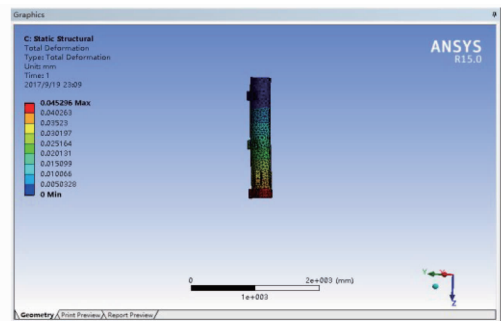 Graphics
C: Static Structural
Total Deformation
Type: Total Deformation
Unit: mm
Time: 1
2017/9/19 23:09
0.045296 Max
0.040263
0.03523
0.030197
0.025164
0.020131
0.015099
0.010066
0.0050328
0 Min
ANSYS
R15.0
0
2e+003 (mm)
1e+003
Y
X
Z
Geometry
Print Preview
Report Preview